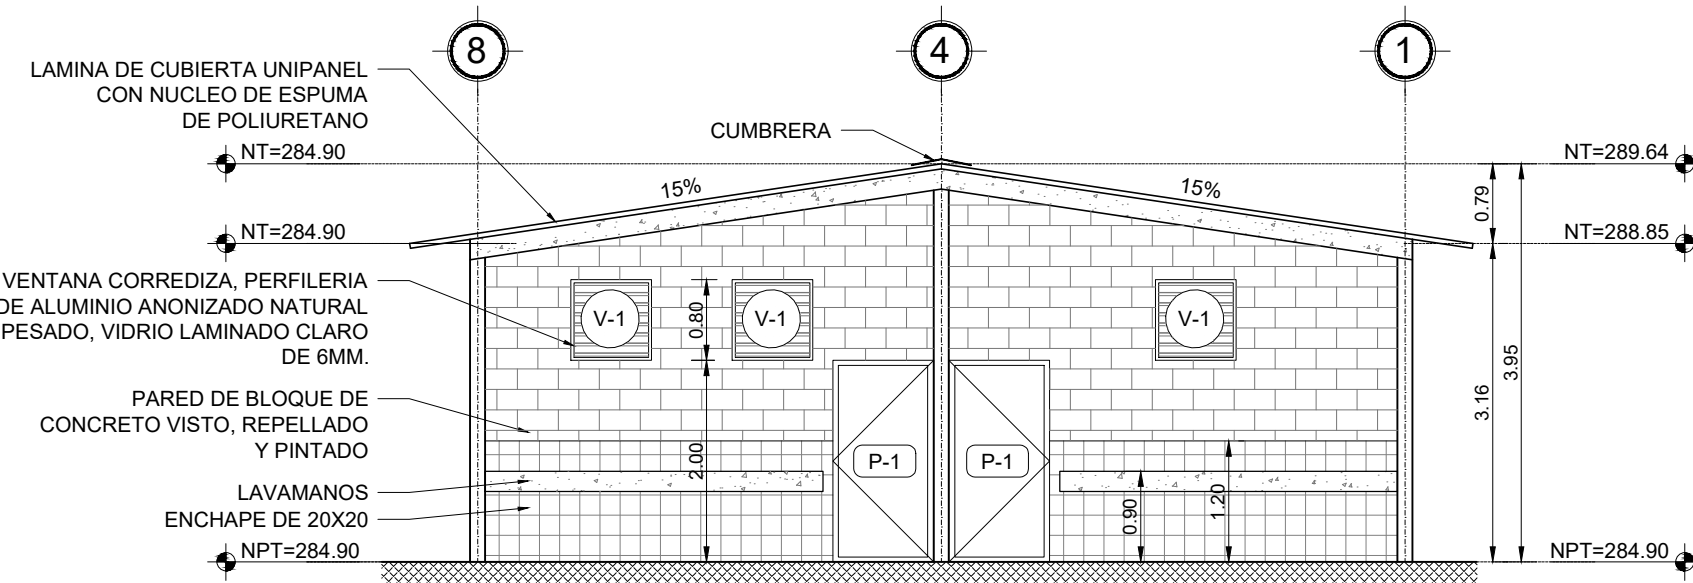 8
4
1
LAMINA DE CUBIERTA UNIPANEL
CON NUCLEO DE ESPUMA
DE POLIURETANO
CUMBRERA
NT=284.90
NT=289.64
15%
15%
0.79
NT=284.90
NT=288.85
VENTANA CORREDIZA, PERFILERIA
DE ALUMINIO ANONIZADO NATURAL
PESADO, VIDRIO LAMINADO CLARO
DE 6MM.
V-1
V-1
0.80
V-1
3.95
3.16
PARED DE BLOQUE DE
CONCRETO VISTO, REPELLADO
Y PINTADO
2.00
P-1
P-1
LAVAMANOS
ENCHAPE DE 20X20
0.90
1.20
NPT=284.90
NPT=284.90